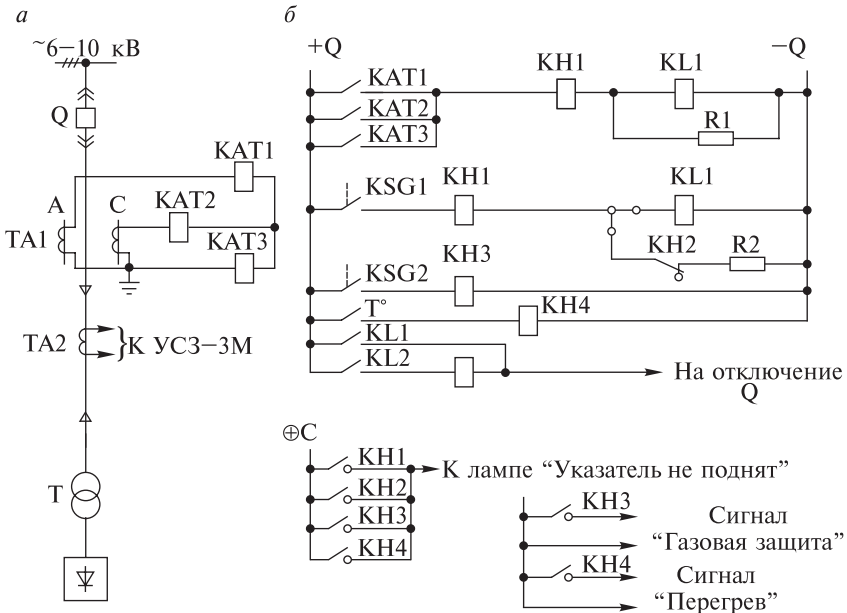 а
~6–10 кВ
Q
KAT1
A
C
KAT2
TA1
KAT3
TA2
К УСЗ–3М
T
б
+Q
–Q
KAT1
KH1
KL1
KAT2
KAT3
R1
KSG1
KH1
KL1
KH2
R2
KSG2
KH3
T°
KH4
KL1
KL2
На отключение
Q
⊕C
KH1
К лампе “Указатель не поднят”
KH2
KH3
KH4
KH3
Сигнал
“Газовая защита”
KH4
Сигнал
“Перегрев”